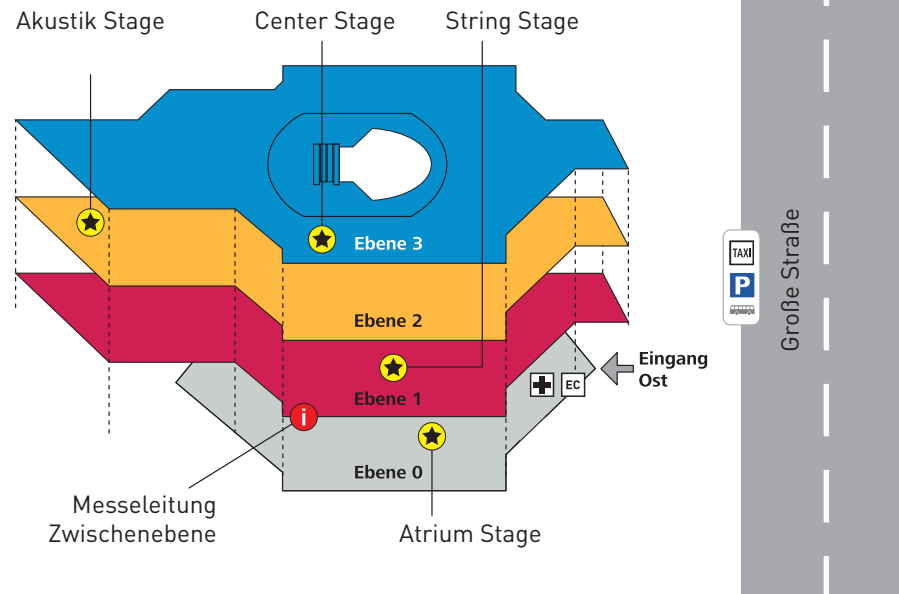 Akustik Stage
Center Stage
String Stage
Ebene 3
Ebene 2
Ebene 1
Ebene 0
i
EC
Eingang
Ost
TAXI
P
Große Straße
Messeleitung
Zwischenebene
Atrium Stage